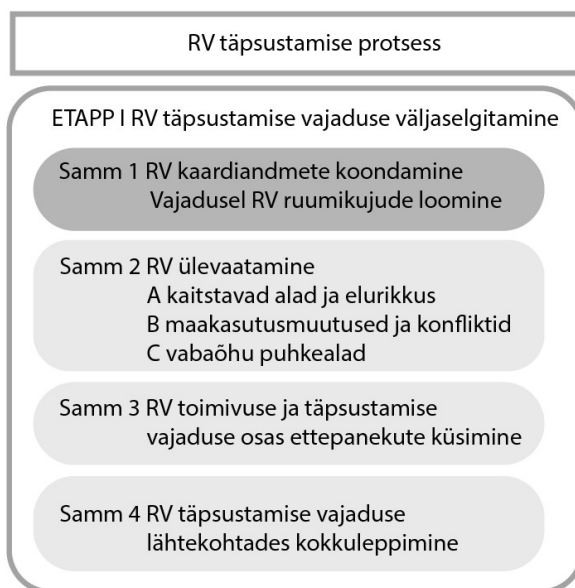 RV täpsustamise protsess
ETAPP I RV täpsustamise vajaduse väljaselgitamine
Samm 1 RV kaardiandmete koondamine
Vajadusel RV ruumikujude loomine
Samm 2 RV ülevaatamine
A kaitstavad alad ja elurikkus
B maakasutusmuutused ja konfliktid
C vabaõhu puhkealad
Samm 3 RV toimivuse ja täpsustamise
vajaduse osas ettepanekute küsimine
Samm 4 RV täpsustamise vajaduse
lähtekohtades kokkuleppimine